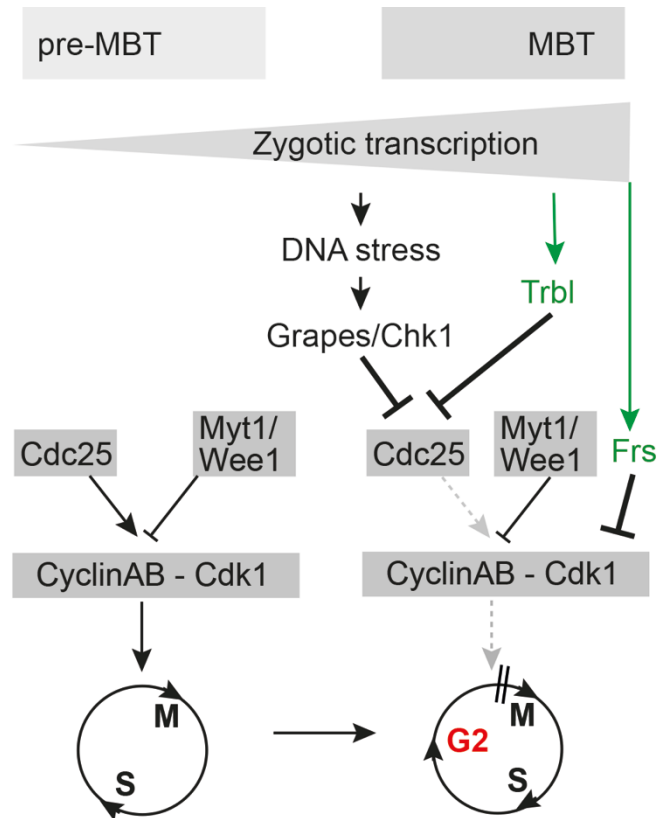 pre-MBT
MBT
Zygotic transcription
DNA stress
Trbl
Grapes/Chk1
Cdc25
Myt1/
Wee1
Cdc25
Myt1/
Wee1
Frs
CyclinAB - Cdk1
CyclinAB - Cdk1
M
S
G2
M
S